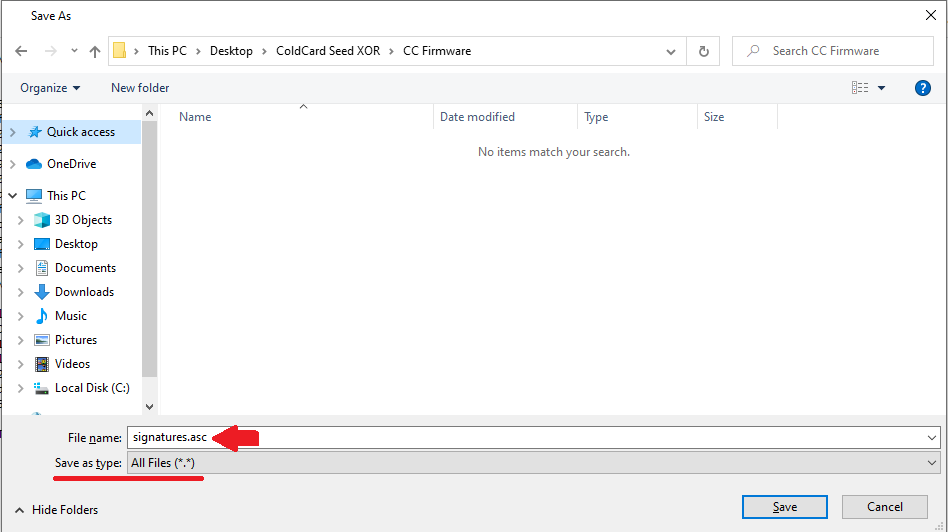 Save As
This PC > Desktop > ColdCard Seed XOR > CC Firmware
Search CC Firmware
Organize New folder
?
Name Date modified Type Size
No items match your search.
Quick access
OneDrive
This PC
3D Objects
Desktop
Documents
Downloads
Music
Pictures
Videos
Local Disk (C:)
File name: signatures.asc
Save as type: All Files (*.*)
Hide Folders Save Cancel